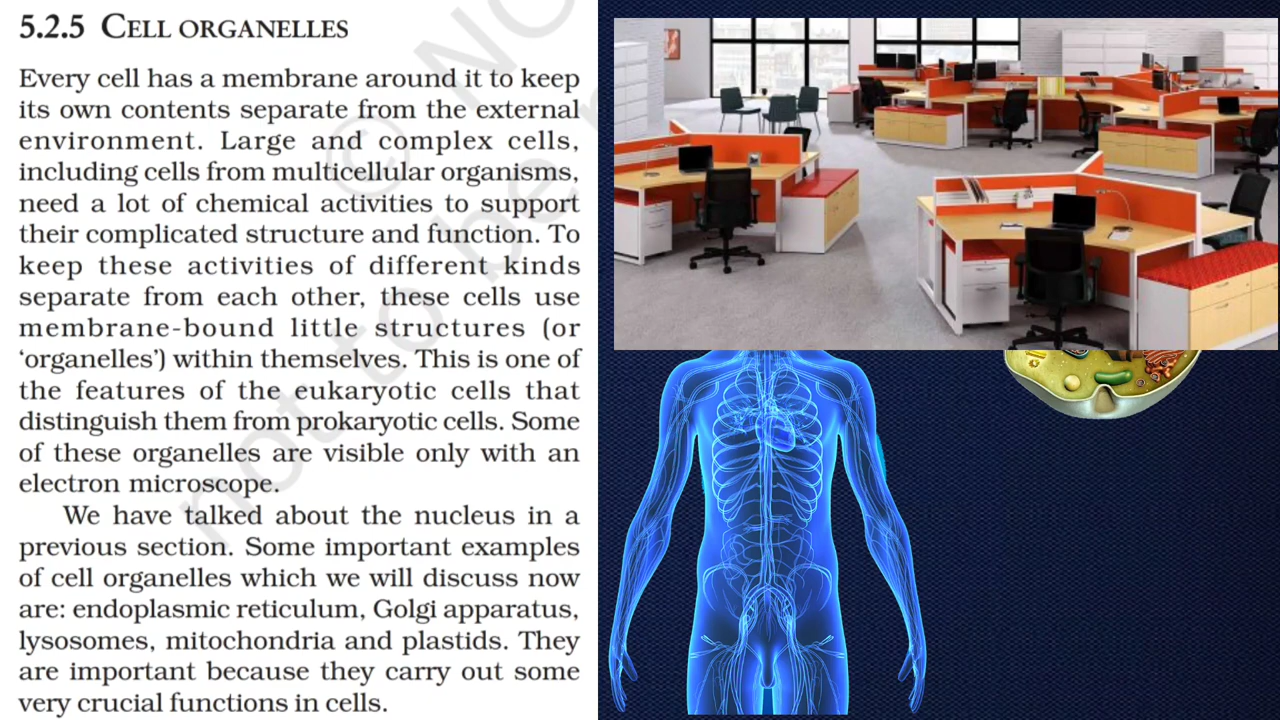 5.2.5 CELL ORGANELLES
Every cell has a membrane around it to keep
its own contents separate from the external
environment. Large and complex cells,
including cells from multicellular organisms,
need a lot of chemical activities to support
their complicated structure and function. To
keep these activities of different kinds
separate from each other, these cells use
membrane-bound little structures (or
‘organelles’) within themselves. This is one of
the features of the eukaryotic cells that
distinguish them from prokaryotic cells. Some
of these organelles are visible only with an
electron microscope.
We have talked about the nucleus in a
previous section. Some important examples
of cell organelles which we will discuss now
are: endoplasmic reticulum, Golgi apparatus,
lysosomes, mitochondria and plastids. They
are important because they carry out some
very crucial functions in cells.
©
not to be